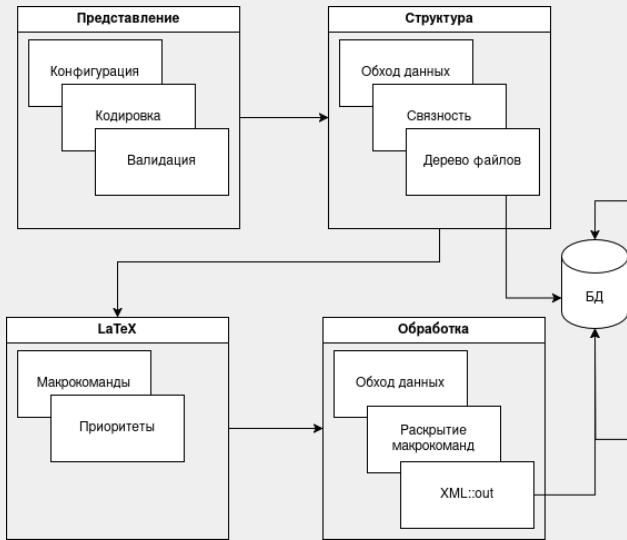 Представление
Конфигурация
Кодировка
Валидация
Структура
Обход данных
Связность
Дерево файлов
БД
LaTeX
Макрокоманды
Приоритеты
Обработка
Обход данных
Раскрытие
макрокоманд
XML::out